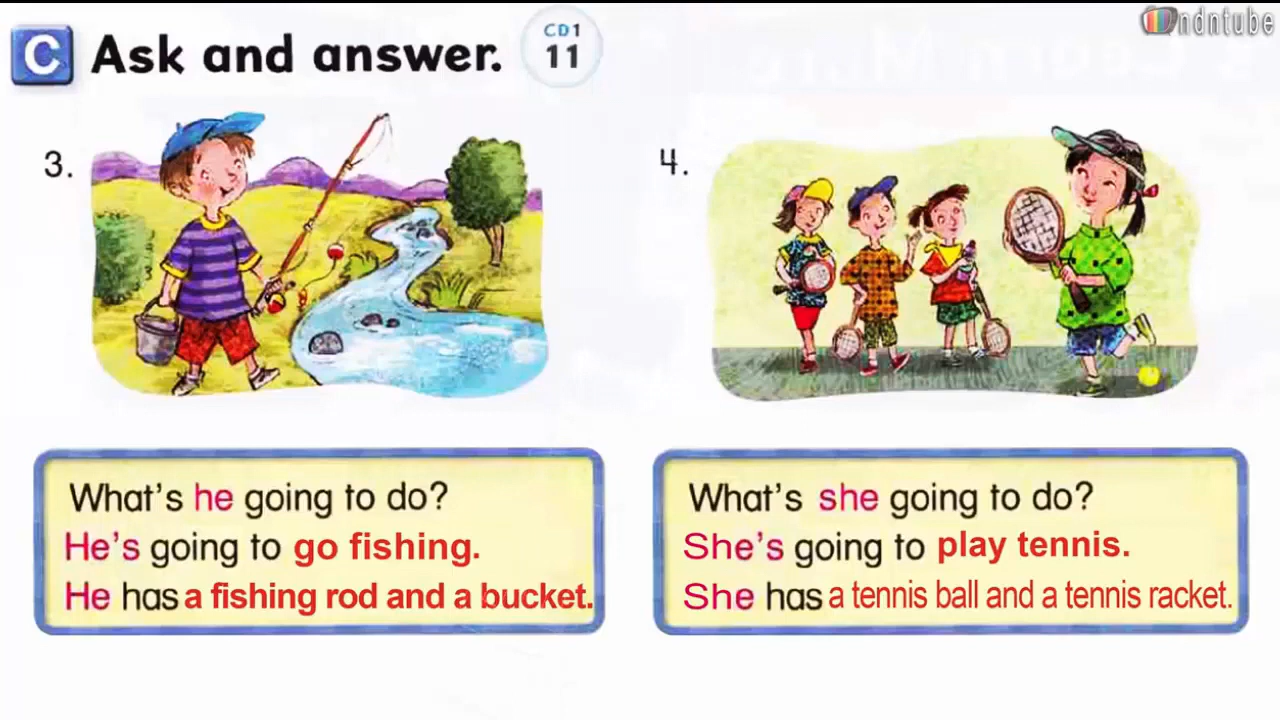 ndntube
C Ask and answer.
CD1
11
3.
What's he going to do?
He's going to go fishing.
He has a fishing rod and a bucket.
4.
What's she going to do?
She's going to play tennis.
She has a tennis ball and a tennis racket.